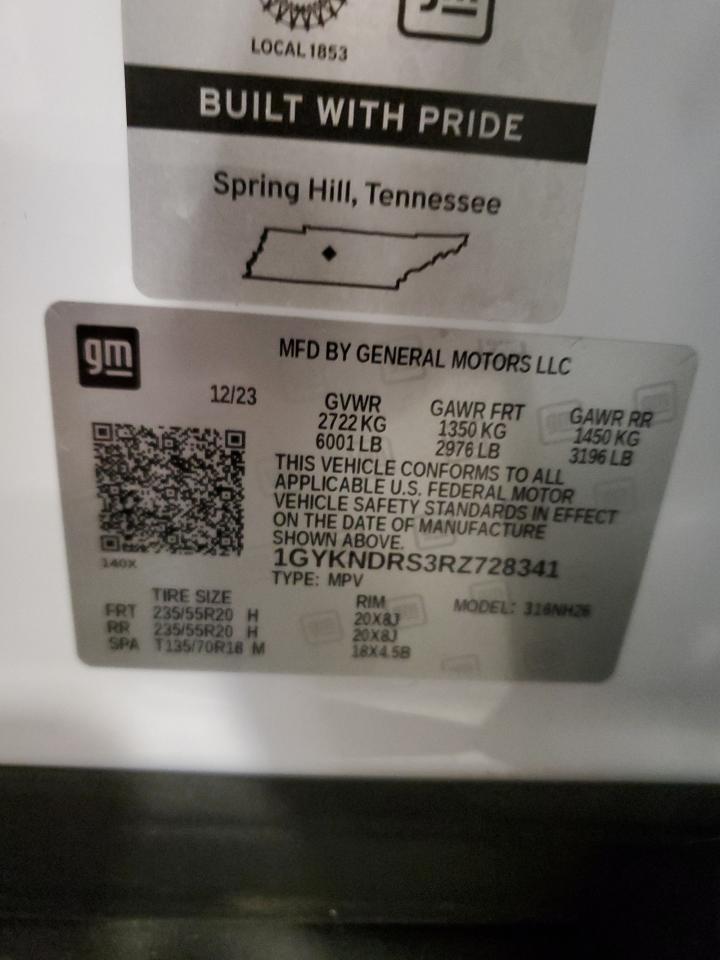 LOCAL 1853
BUILT WITH PRIDE
Spring Hill, Tennessee
gm
MFD BY GENERAL MOTORS LLC
12/23
GVWR
2722 KG
6001 LB
GAWR FRT
1350 KG
2976 LB
GAWR RR
1450 KG
3196 LB
THIS VEHICLE CONFORMS TO ALL
APPLICABLE U.S. FEDERAL MOTOR
VEHICLE SAFETY STANDARDS IN EFFECT
ON THE DATE OF MANUFACTURE
SHOWN ABOVE.
140X
1GYKNDRS3RZ728341
TYPE: MPV
TIRE SIZE
RIM
MODEL: 316NH26
FRT 235/55R20 H 20X8J
RR 235/55R20 H 20X8J
SPA T135/70R18 M 18X4.5B